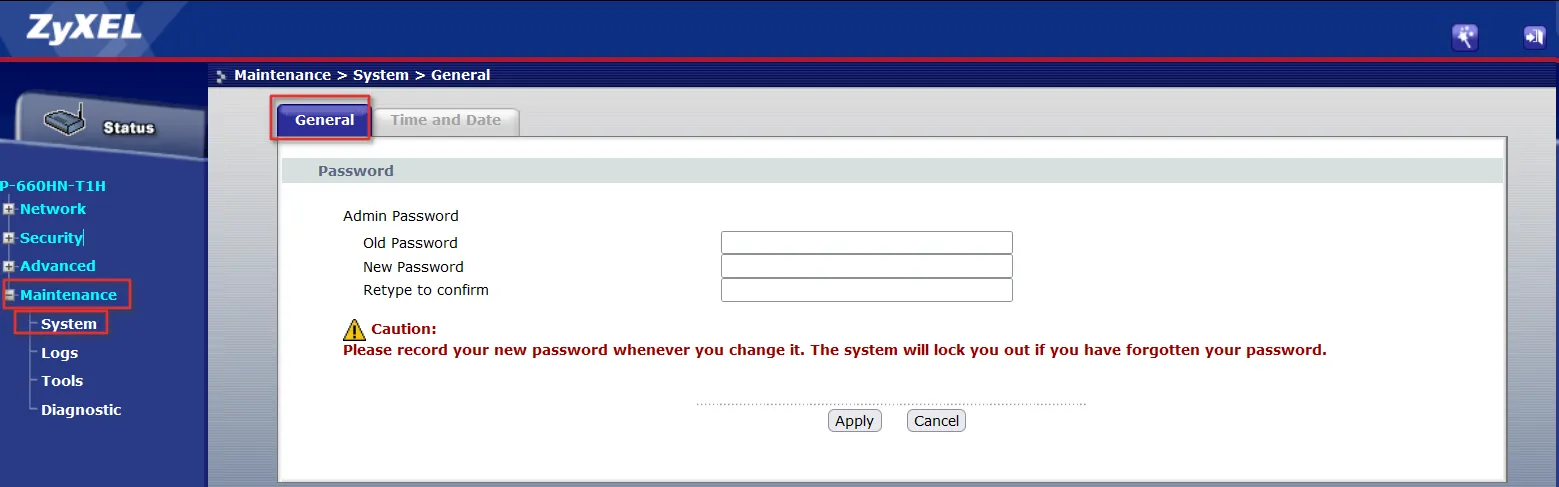 ZyXEL
Maintenance > System > General
Status
General
Time and Date
Password
P-660HN-T1H
Network
Security
Advanced
Maintenance
System
Logs
Tools
Diagnostic
Admin Password
Old Password
New Password
Retype to confirm
Caution:
Please record your new password whenever you change it. The system will lock you out if you have forgotten your password.
Apply
Cancel